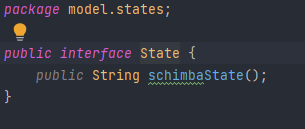 package model.states;
public interface State {
    public String schimbaState();
}